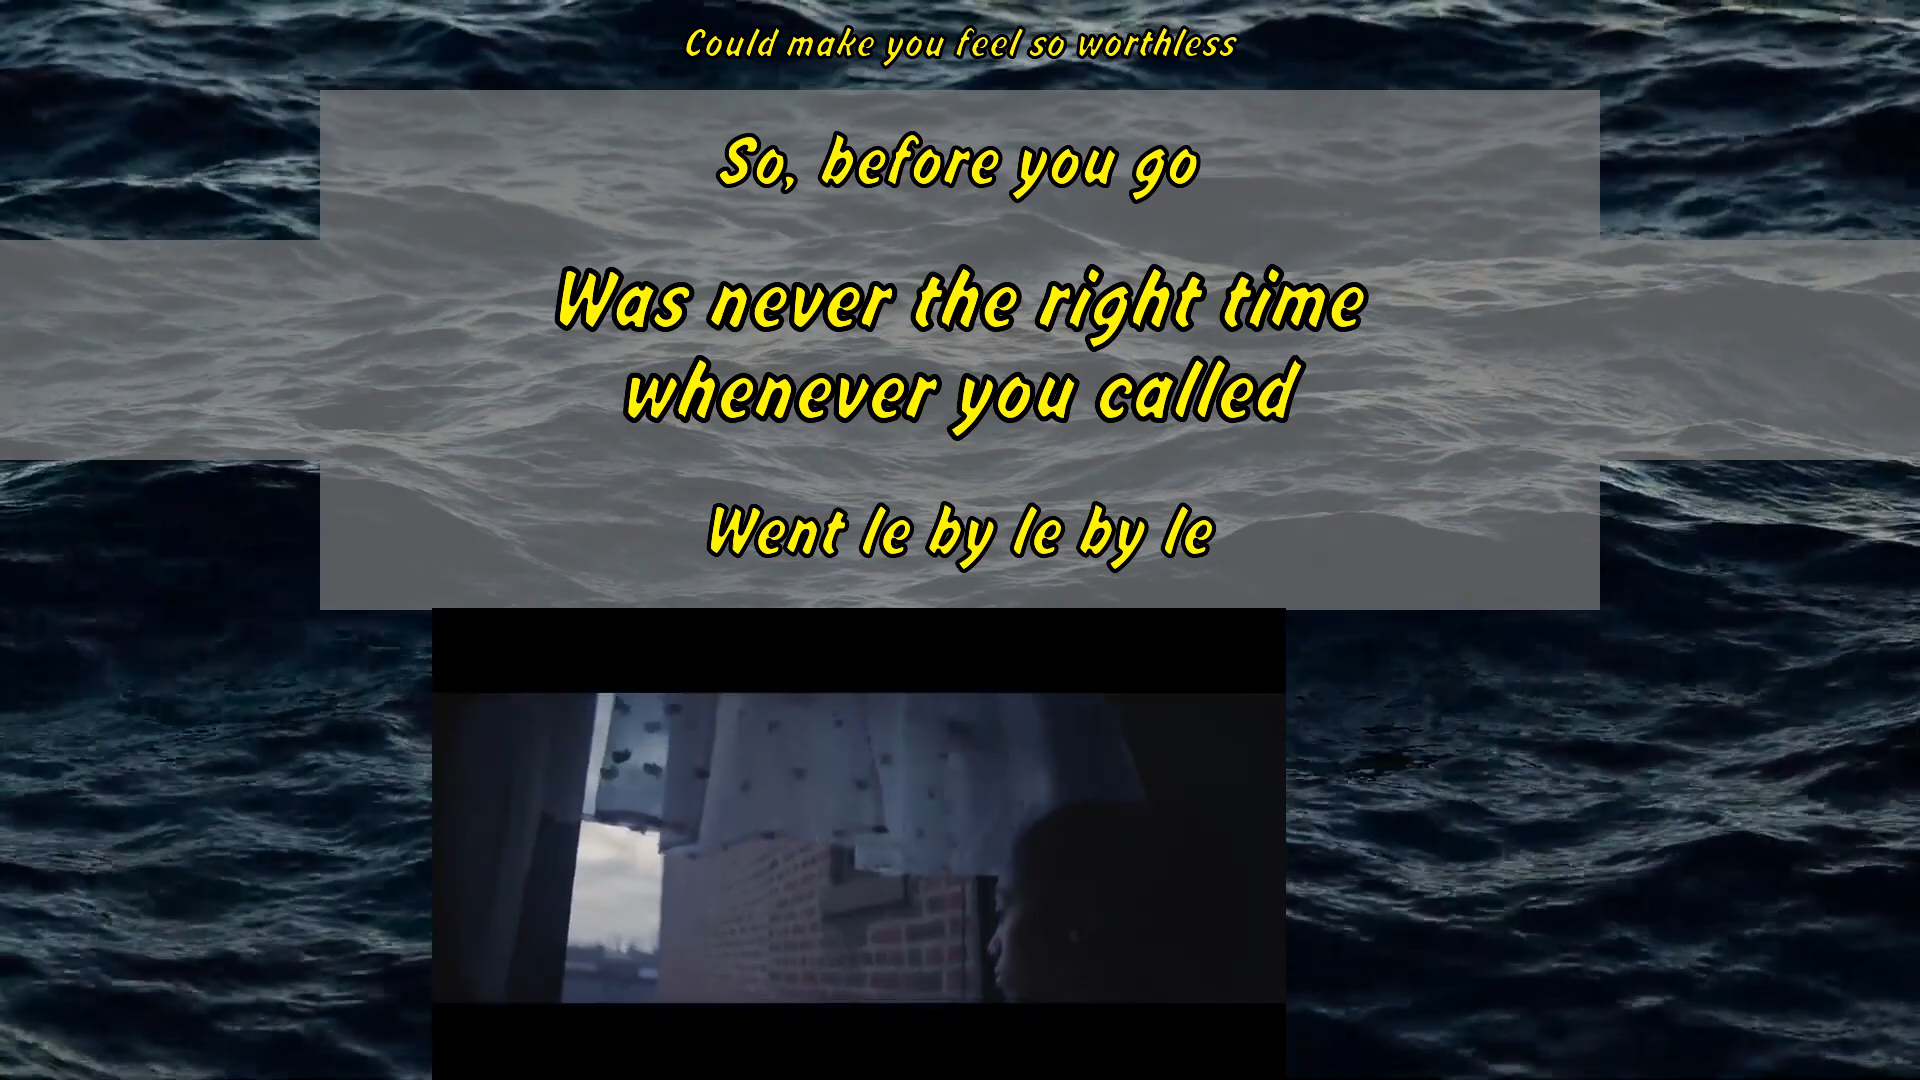 Could make you feel so worthless
So, before you go
Was never the right time
whenever you called
Went le by le by le